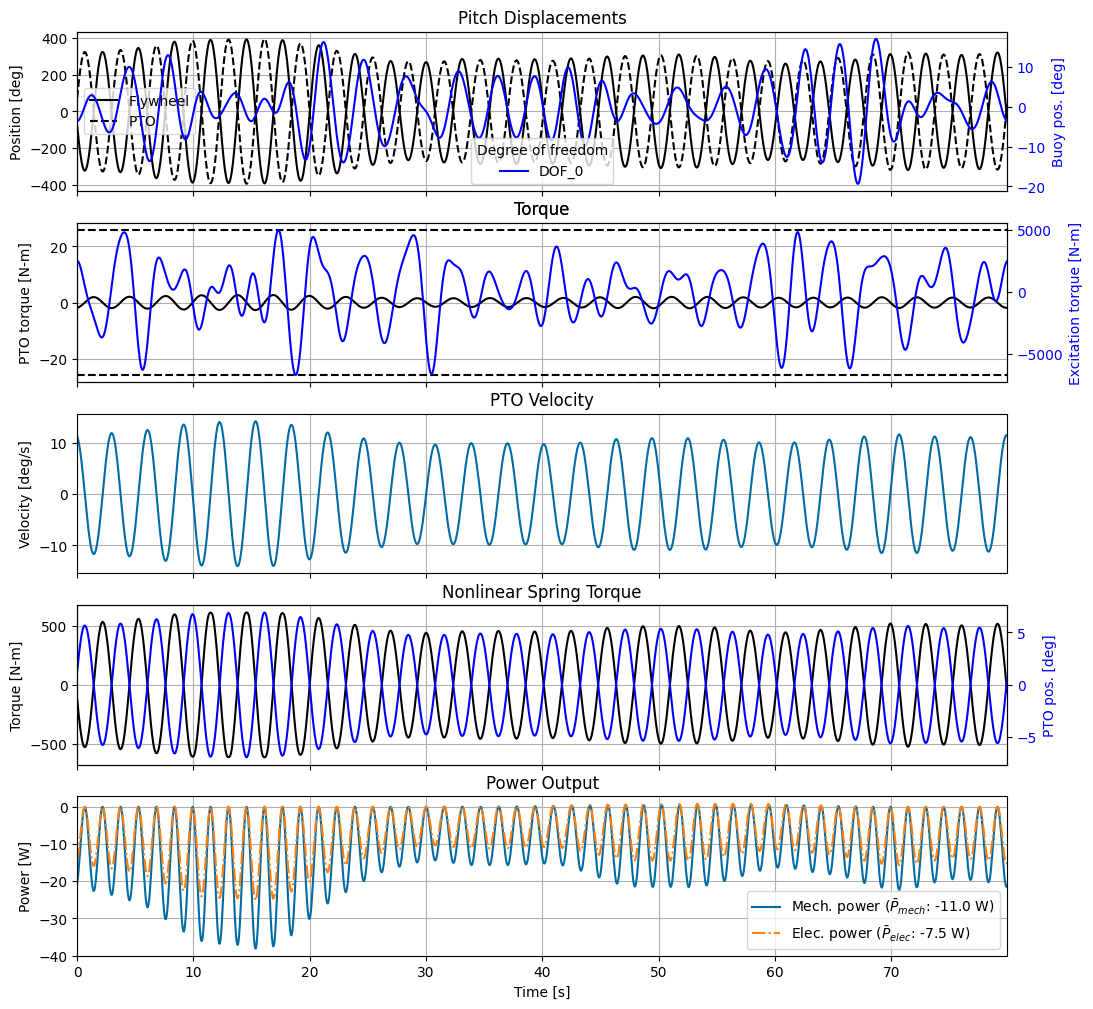 Pitch Displacements
Position [deg]
400
200
0
−200
−400
Flywheel
PTO
Degree of freedom
DOF_0
10
0
−10
−20
Buoy pos. [deg]
Torque
PTO torque [N-m]
20
0
−20
5000
0
−5000
Excitation torque [N-m]
PTO Velocity
Velocity [deg/s]
10
0
−10
Nonlinear Spring Torque
Torque [N-m]
500
0
−500
5
0
−5
PTO pos. [deg]
Power Output
Power [W]
0
−10
−20
−30
−40
Mech. power (P̄mech: -11.0 W)
Elec. power (P̄elec: -7.5 W)
0 10 20 30 40 50 60 70
Time [s]